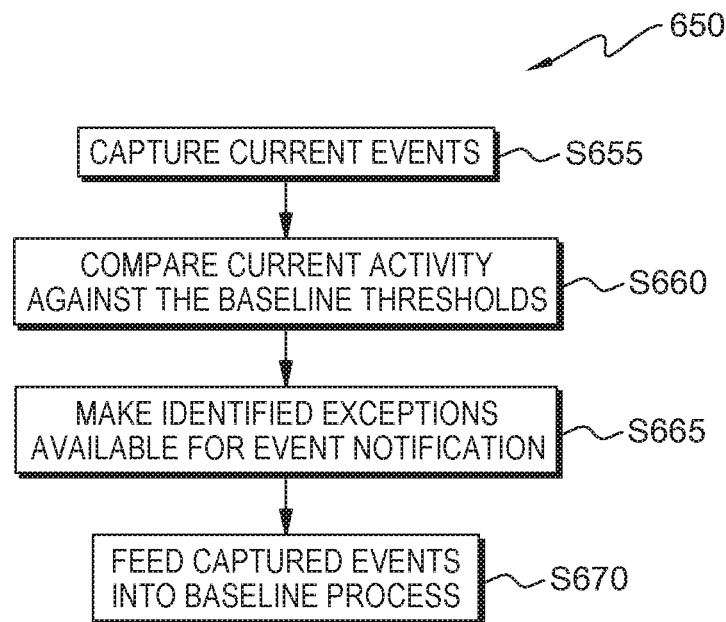 650
CAPTURE CURRENT EVENTS
S655
COMPARE CURRENT ACTIVITY
AGAINST THE BASELINE THRESHOLDS
S660
MAKE IDENTIFIED EXCEPTIONS
AVAILABLE FOR EVENT NOTIFICATION
S665
FEED CAPTURED EVENTS
INTO BASELINE PROCESS
S670